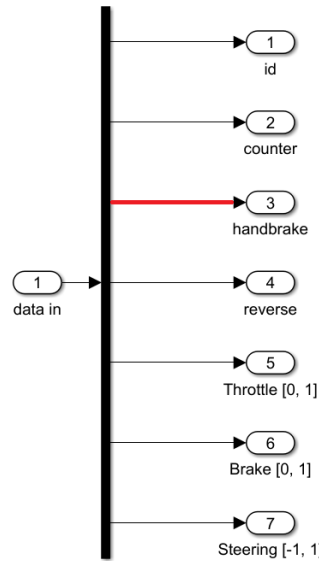 1
id
2
counter
3
handbrake
1
data in
4
reverse
5
Throttle [0, 1]
6
Brake [0, 1]
7
Steering [-1, 1